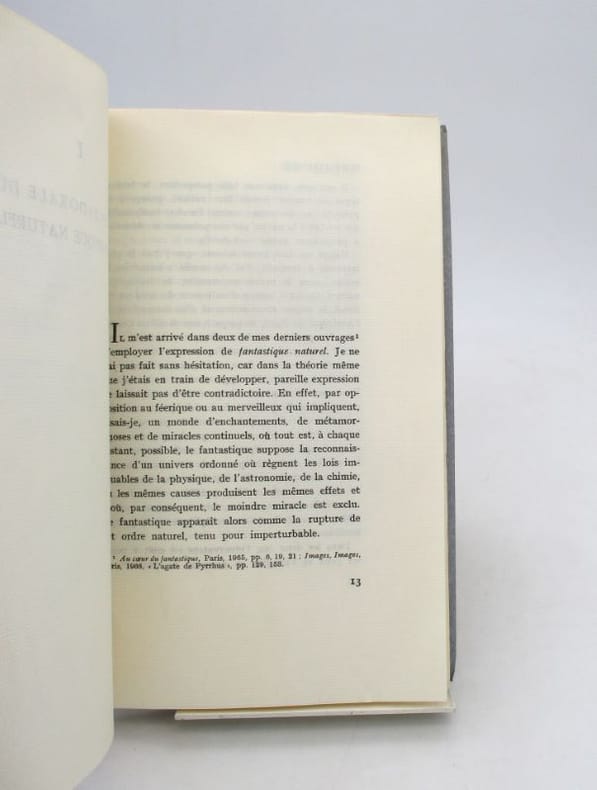 IL m'est arrivé dans deux de mes derniers ouvrages¹
'employer l'expression de fantastique naturel. Je ne
ai pas fait sans hésitation, car dans la théorie même
ue j'étais en train de développer, pareille expression
e laissait pas d'être contradictoire. En effet, par op-
osition au féerique ou au merveilleux qui impliquent,
isais-je, un monde d'enchantements, de métamor-
hoses et de miracles continuels, où tout est, à chaque
stant, possible, le fantastique suppose la reconnais-
nce d'un univers ordonné où règnent les lois im-
uables de la physique, de l'astronomie, de la chimie,
ù les mêmes causes produisent les mêmes effets et
où, par conséquent, le moindre miracle est exclu.
e fantastique apparaît alors comme la rupture de
et ordre naturel, tenu pour imperturbable.
¹ Au cœur du fantastique, Paris, 1965, pp. 6, 19, 21 ; Images, Images,
ris, 1966, « L'agate de Pyrrhus », pp. 129, 158.
13